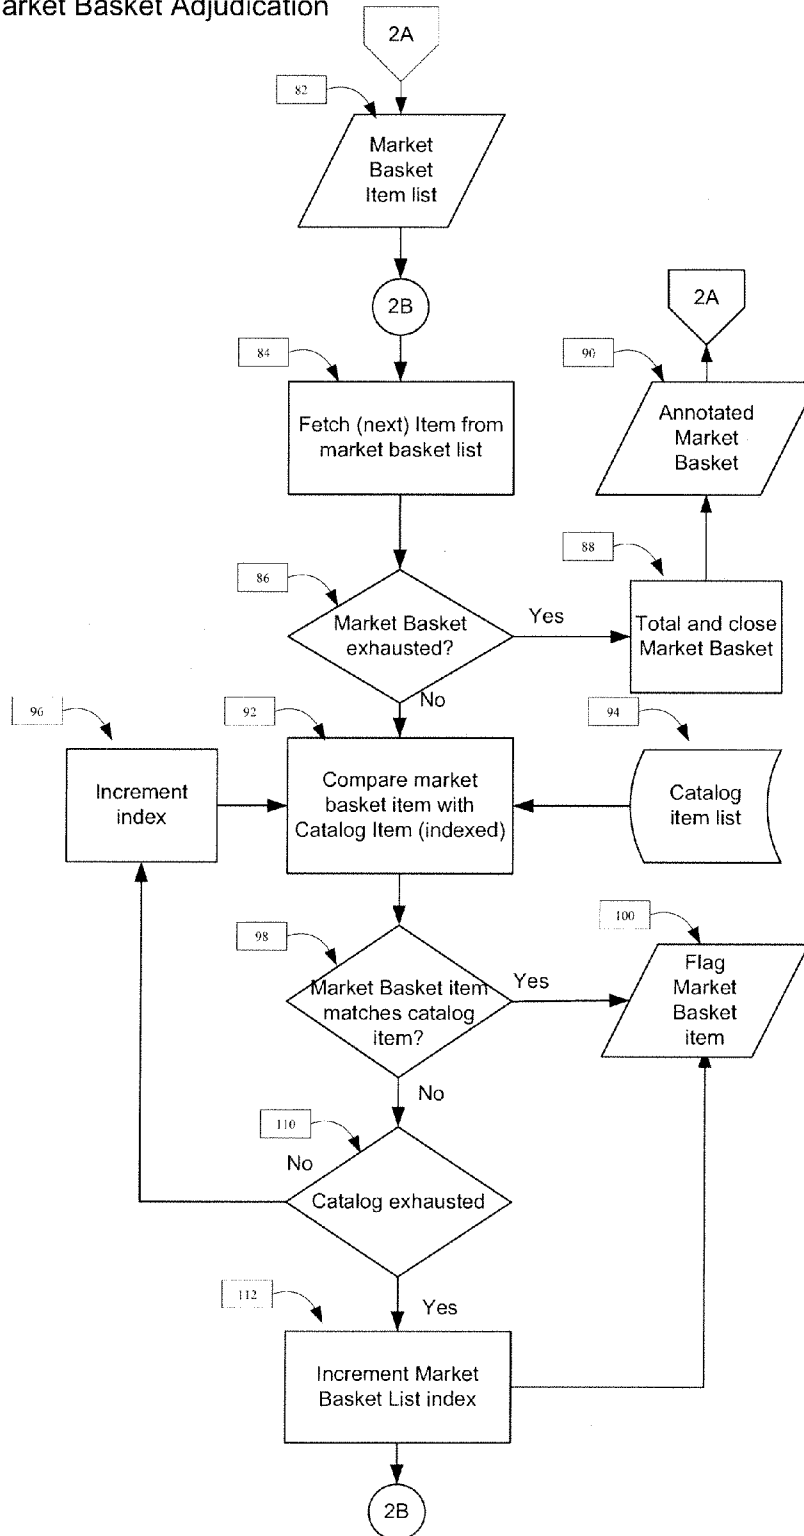 arket Basket Adjudication
2A
82
Market
Basket
Item list
2B
2A
84
90
Fetch (next) Item from
market basket list
Annotated
Market
Basket
86
88
Market Basket
exhausted?
Yes
Total and close
Market Basket
No
96
92
94
Increment
index
Compare market
basket item with
Catalog Item (indexed)
Catalog
item list
98
100
Market Basket item
matches catalog
item?
Yes
Flag
Market
Basket
item
No
110
No
Catalog exhausted
112
Yes
Increment Market
Basket List index
2B